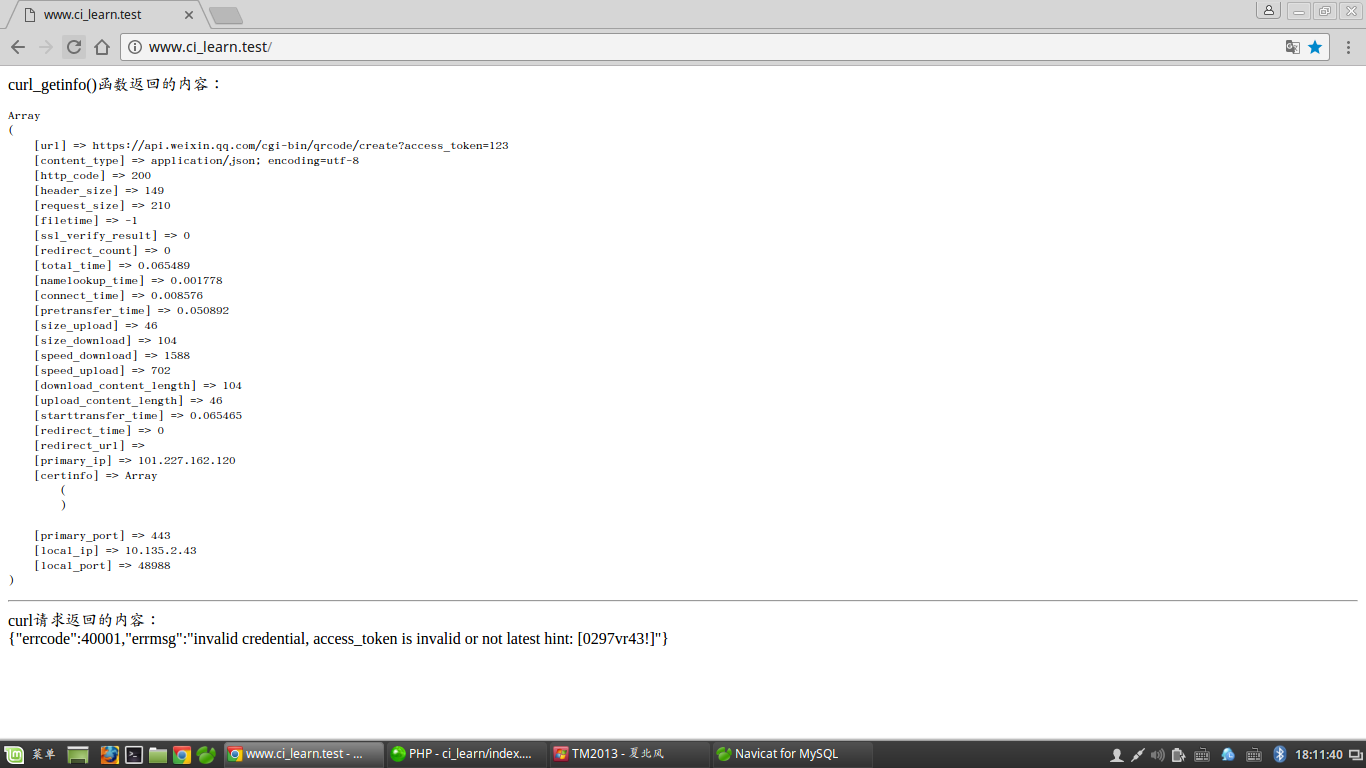 www.ci_learn.test
www.ci_learn.test/
curl_getinfo()函数返回的内容：
Array
(
    [url] => https://api.weixin.qq.com/cgi-bin/qrcode/create?access_token=123
    [content_type] => application/json; encoding=utf-8
    [http_code] => 200
    [header_size] => 149
    [request_size] => 210
    [filetime] => -1
    [ssl_verify_result] => 0
    [redirect_count] => 0
    [total_time] => 0.065489
    [namelookup_time] => 0.001778
    [connect_time] => 0.008576
    [pretransfer_time] => 0.050892
    [size_upload] => 46
    [size_download] => 104
    [speed_download] => 1588
    [speed_upload] => 702
    [download_content_length] => 104
    [upload_content_length] => 46
    [starttransfer_time] => 0.065465
    [redirect_time] => 0
    [redirect_url] =>
    [primary_ip] => 101.227.162.120
    [certinfo] => Array
        (
        )
    [primary_port] => 443
    [local_ip] => 10.135.2.43
    [local_port] => 48988
)
curl请求返回的内容：
{"errcode":40001,"errmsg":"invalid credential, access_token is invalid or not latest hint: [0297vr43!]"}
菜单 www.ci_learn.test - ... PHP - ci_learn/index.... TM2013 - 夏北风 Navicat for MySQL 18:11:40